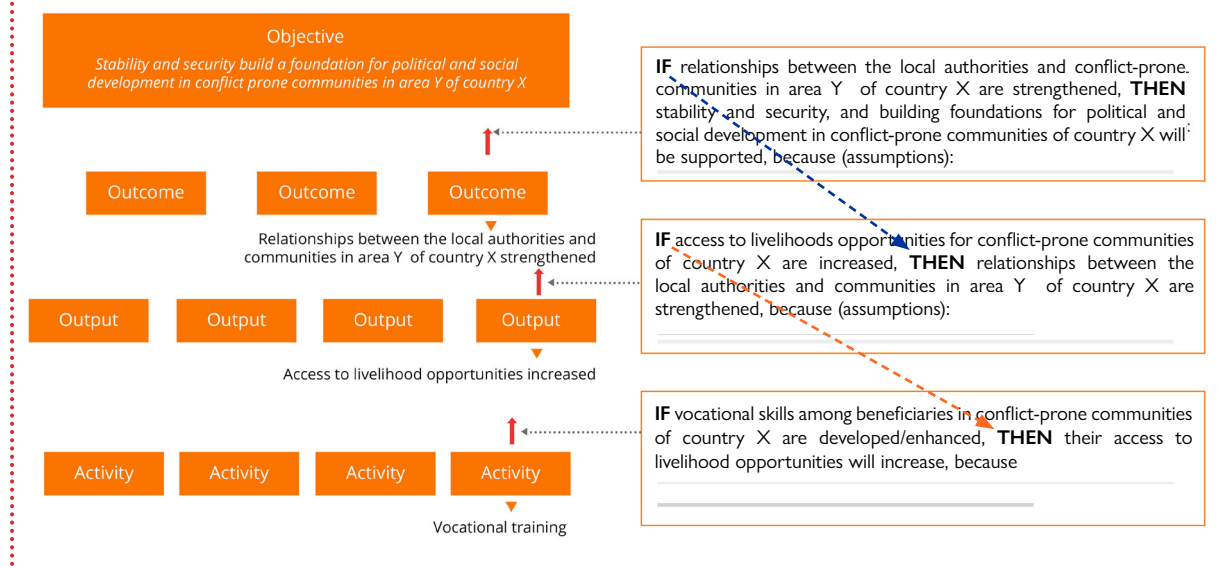 Objective
Stability and security build a foundation for political and social
development in conflict prone communities in area Y of country X
IF relationships between the local authorities and conflict-prone.
communities in area Y of country X are strengthened, THEN
stability and security, and building foundations for political and
social development in conflict-prone communities of country X will
be supported, because (assumptions):
Outcome
Outcome
Outcome
Relationships between the local authorities and
communities in area Y of country X strengthened
IF access to livelihoods opportunities for conflict-prone communities
of country X are increased, THEN relationships between the
local authorities and communities in area Y of country X are
strengthened, because (assumptions):
Output
Output
Output
Output
Access to livelihood opportunities increased
IF vocational skills among beneficiaries in conflict-prone communities
of country X are developed/enhanced, THEN their access to
livelihood opportunities will increase, because
Activity
Activity
Activity
Activity
Vocational training